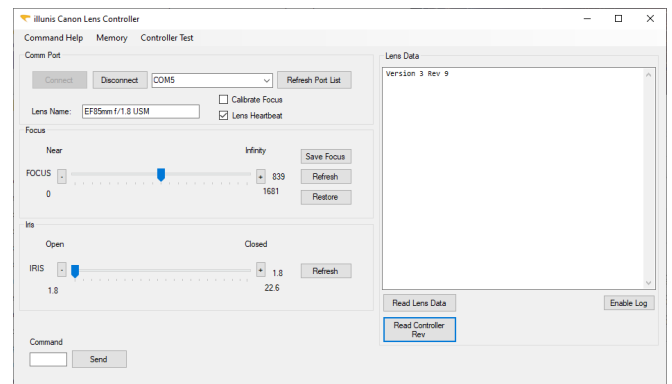 illunis Canon Lens Controller
Command Help Memory Controller Test
Comm Port
Connect Disconnect COM5 Refresh Port List
Calibrate Focus
Lens Name: EF85mm f/1.8 USM Lens Heartbeat
Focus
Near Infinity Save Focus
FOCUS - + 839 Refresh
0 1681 Restore
Iris
Open Closed
IRIS - + 1.8 Refresh
1.8 22.6
Command
Send
Lens Data
Version 3 Rev 9
Read Lens Data Enable Log
Read Controller
Rev